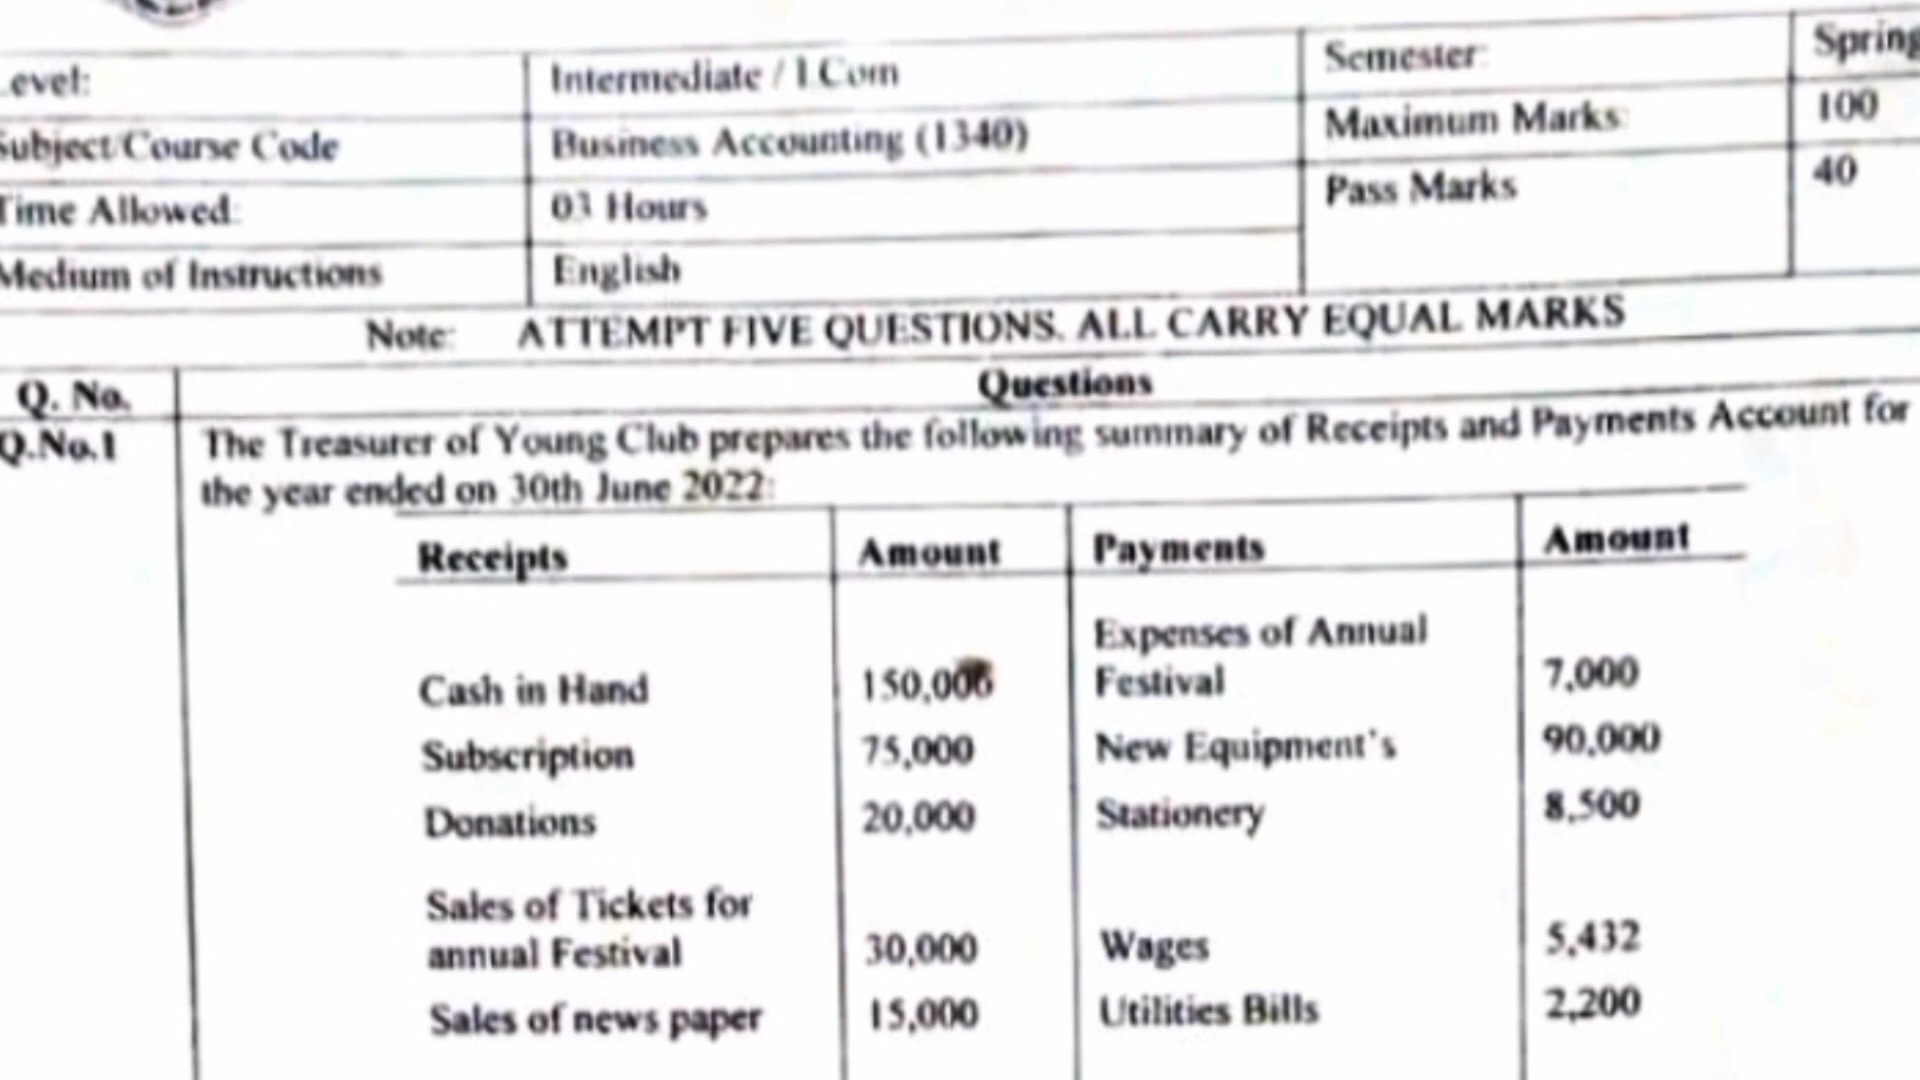 evel: Intermediate / I.Com Semester: Spring
Subject/Course Code Business Accounting (1340) Maximum Marks: 100
Time Allowed: 03 Hours Pass Marks 40
Medium of Instructions English
Note: ATTEMPT FIVE QUESTIONS. ALL CARRY EQUAL MARKS
Q. No. Questions
Q.No.1 The Treasurer of Young Club prepares the following summary of Receipts and Payments Account for
the year ended on 30th June 2022:
Receipts Amount Payments Amount
Expenses of Annual
Cash in Hand 150,000 Festival 7,000
Subscription 75,000 New Equipment's 90,000
Donations 20,000 Stationery 8,500
Sales of Tickets for
annual Festival 30,000 Wages 5,432
Sales of news paper 15,000 Utilities Bills 2,200